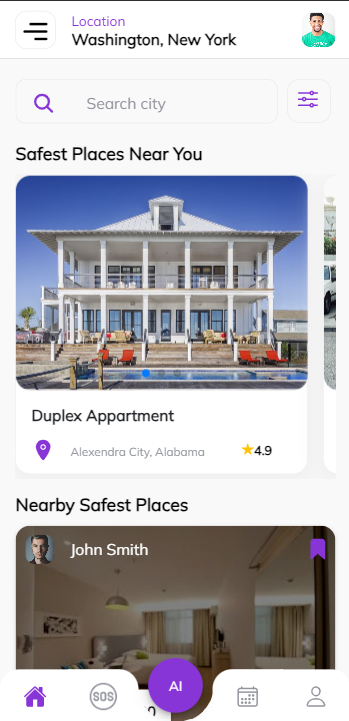 Location
Washington, New York
Search city
Safest Places Near You
Duplex Appartment
Alexendra City, Alabama
4.9
Nearby Safest Places
John Smith
SOS
AI